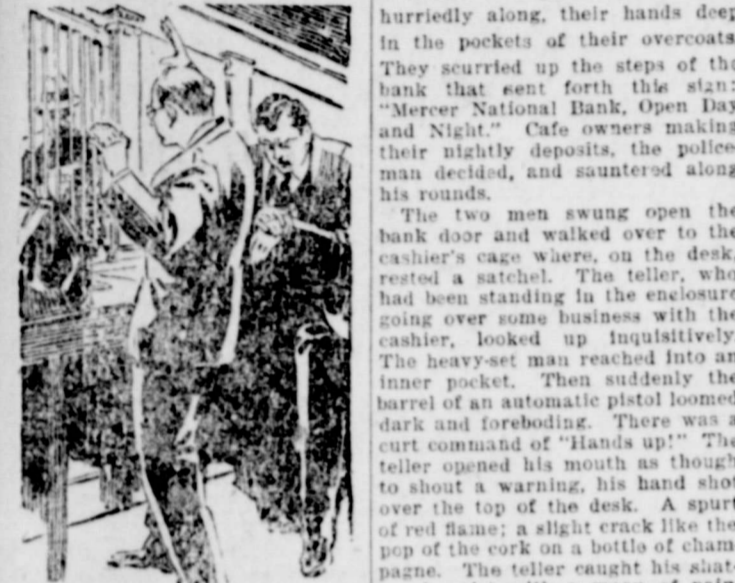 hurriedly along, their hands deep
in the pockets of their overcoats
They scurried up the steps of the
bank that sent forth this sign:
"Mercer National Bank, Open Day
and Night." Cafe owners making
their nightly deposits, the police-
man decided, and sauntered along
his rounds.
The two men swung open the
bank door and walked over to the
cashier's cage where, on the desk,
rested a satchel. The teller, who
had been standing in the enclosure
going over some business with the
cashier, looked up inquisitively.
The heavy-set man reached into an
inner pocket. Then suddenly the
barrel of an automatic pistol loomed
dark and foreboding. There was a
curt command of "Hands up!" The
teller opened his mouth as though
to shout a warning, his hand shot
over the top of the desk. A spurt
of red flame; a slight crack like the
pop of the cork on a bottle of cham-
pagne. The teller caught his shat-